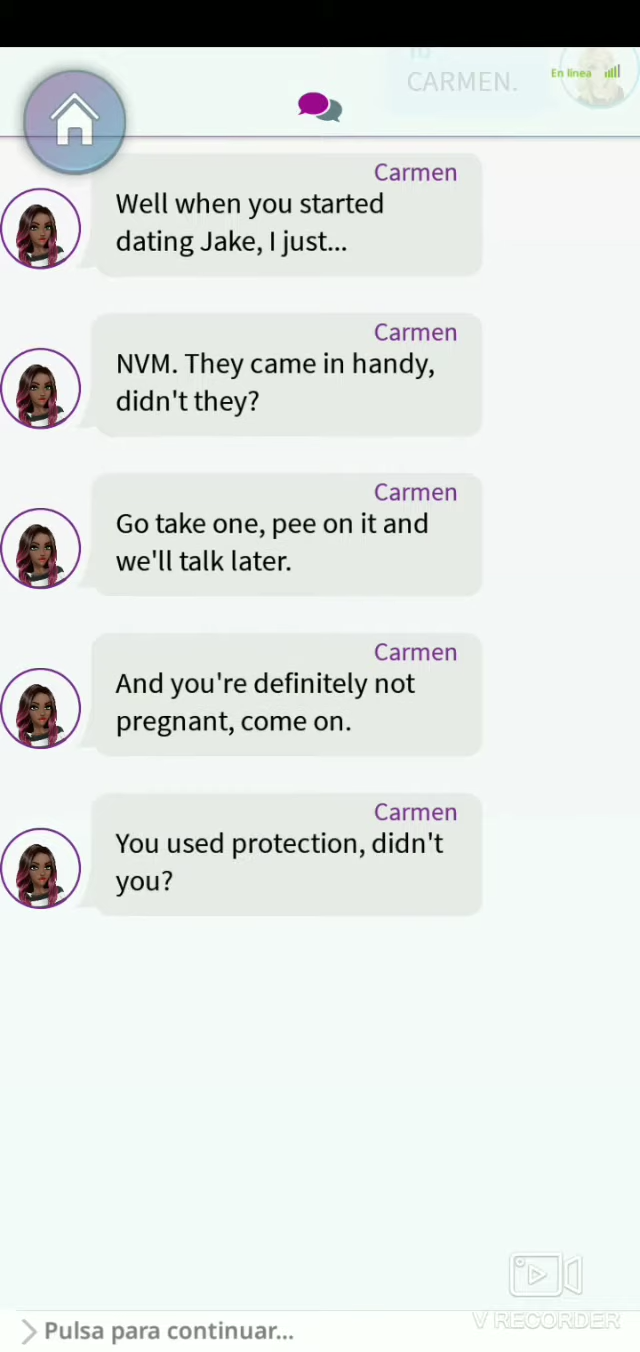 CARMEN.
En línea
Carmen
Well when you started
dating Jake, I just...
Carmen
NVM. They came in handy,
didn't they?
Carmen
Go take one, pee on it and
we'll talk later.
Carmen
And you're definitely not
pregnant, come on.
Carmen
You used protection, didn't
you?
V RECORDER
Pulsa para continuar...